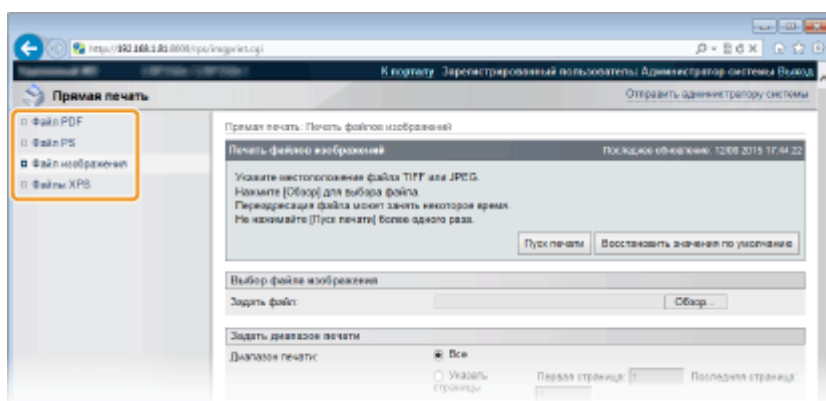 http://192.168.1.81:8000/rps/imageprint.cgi
К порталу Зарегистрированный пользователь: Администратор системы Выход
Прямая печать
Отправить администратору системы
Файл PDF
Файл PS
Файл изображения
Файлы XPS
Прямая печать: Печать файлов изображений
Печать файлов изображений
Последнее обновление: 12/08 2015 17:44:22
Укажите местоположение файла TIFF или JPEG.
Нажмите [Обзор] для выбора файла.
Переадресация файла может занять некоторое время.
Не нажимайте [Пуск печати] более одного раза.
Пуск печати
Восстановить значения по умолчанию
Выбор файла изображения
Задать файл:
Обзор...
Задать диапазон печати
Диапазон печати:
Все
Указать страницы
Первая страница: 1
Последняя страница:
1